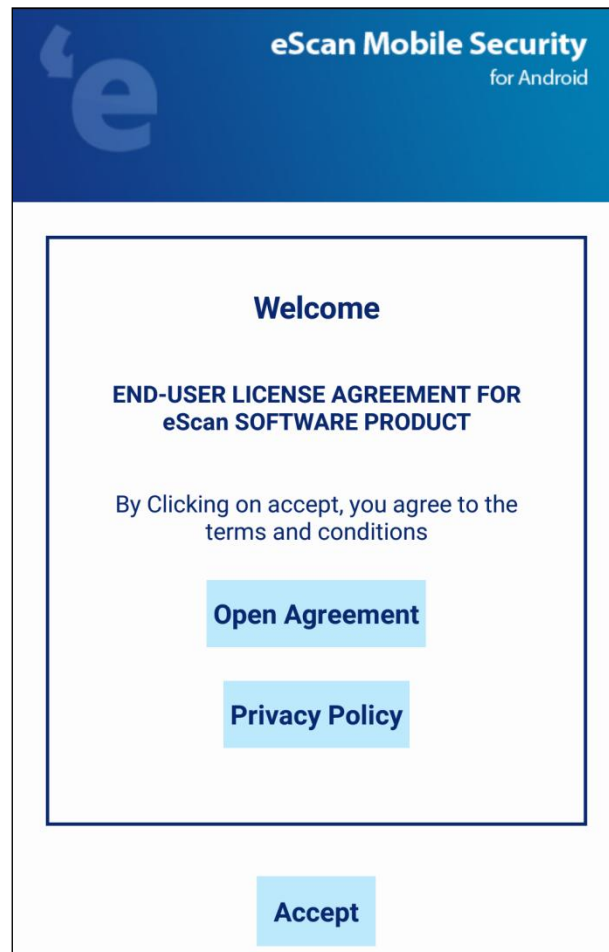 eScan Mobile Security
for Android
Welcome
END-USER LICENSE AGREEMENT FOR
eScan SOFTWARE PRODUCT
By Clicking on accept, you agree to the
terms and conditions
Open Agreement
Privacy Policy
Accept